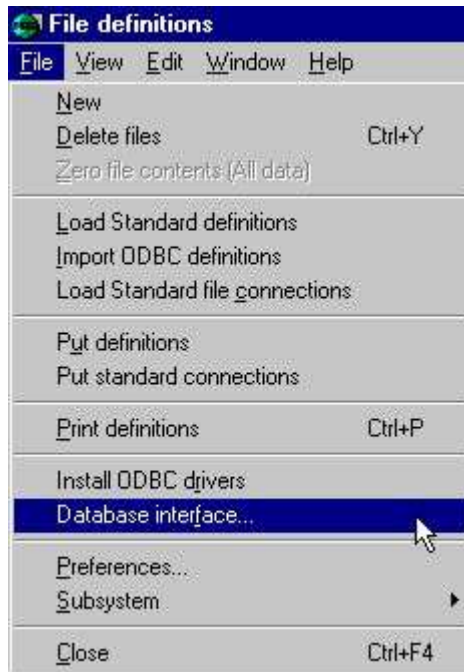 File definitions
File View Edit Window Help
New
Delete files Ctrl+Y
Zero file contents (All data)
Load Standard definitions
Import ODBC definitions
Load Standard file connections
Put definitions
Put standard connections
Print definitions Ctrl+P
Install ODBC drivers
Database interface...
Preferences...
Subsystem
Close Ctrl+F4